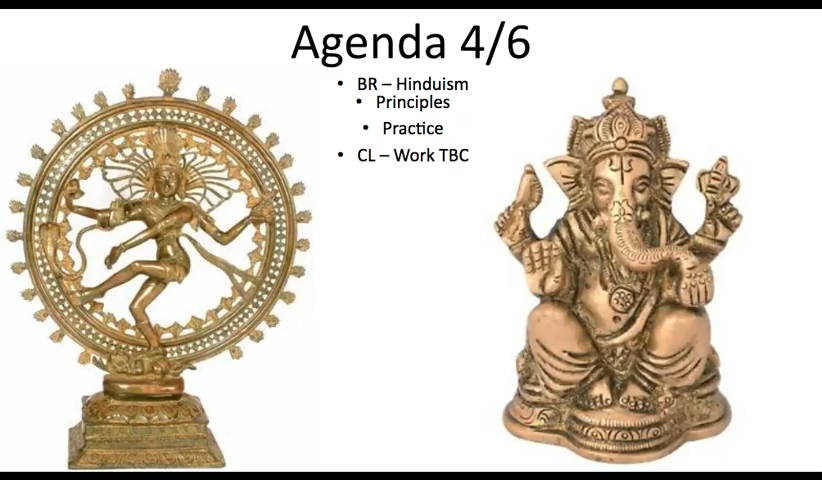 Agenda 4/6
• BR – Hinduism
• Principles
• Practice
• CL – Work TBC